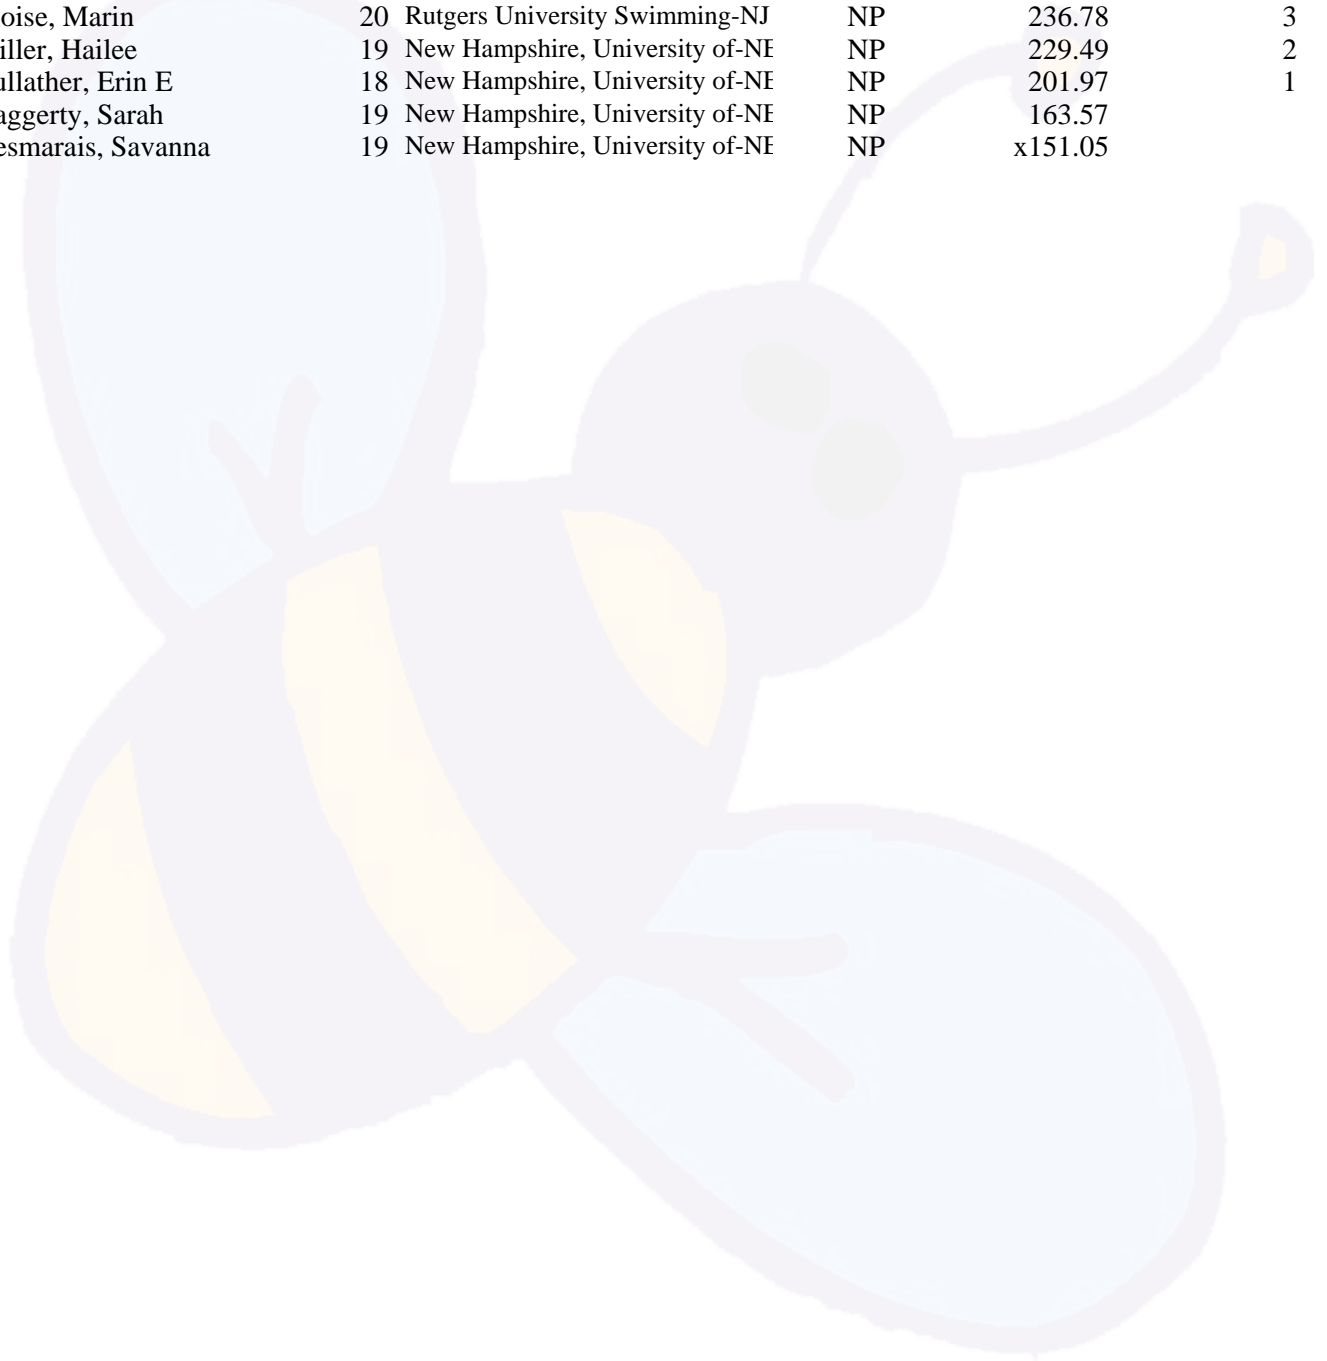 oise, Marin 20 Rutgers University Swimming-NJ NP 236.78 3
iller, Hailee 19 New Hampshire, University of-NE NP 229.49 2
ullather, Erin E 18 New Hampshire, University of-NE NP 201.97 1
aggerty, Sarah 19 New Hampshire, University of-NE NP 163.57
esmarais, Savanna 19 New Hampshire, University of-NE NP x151.05